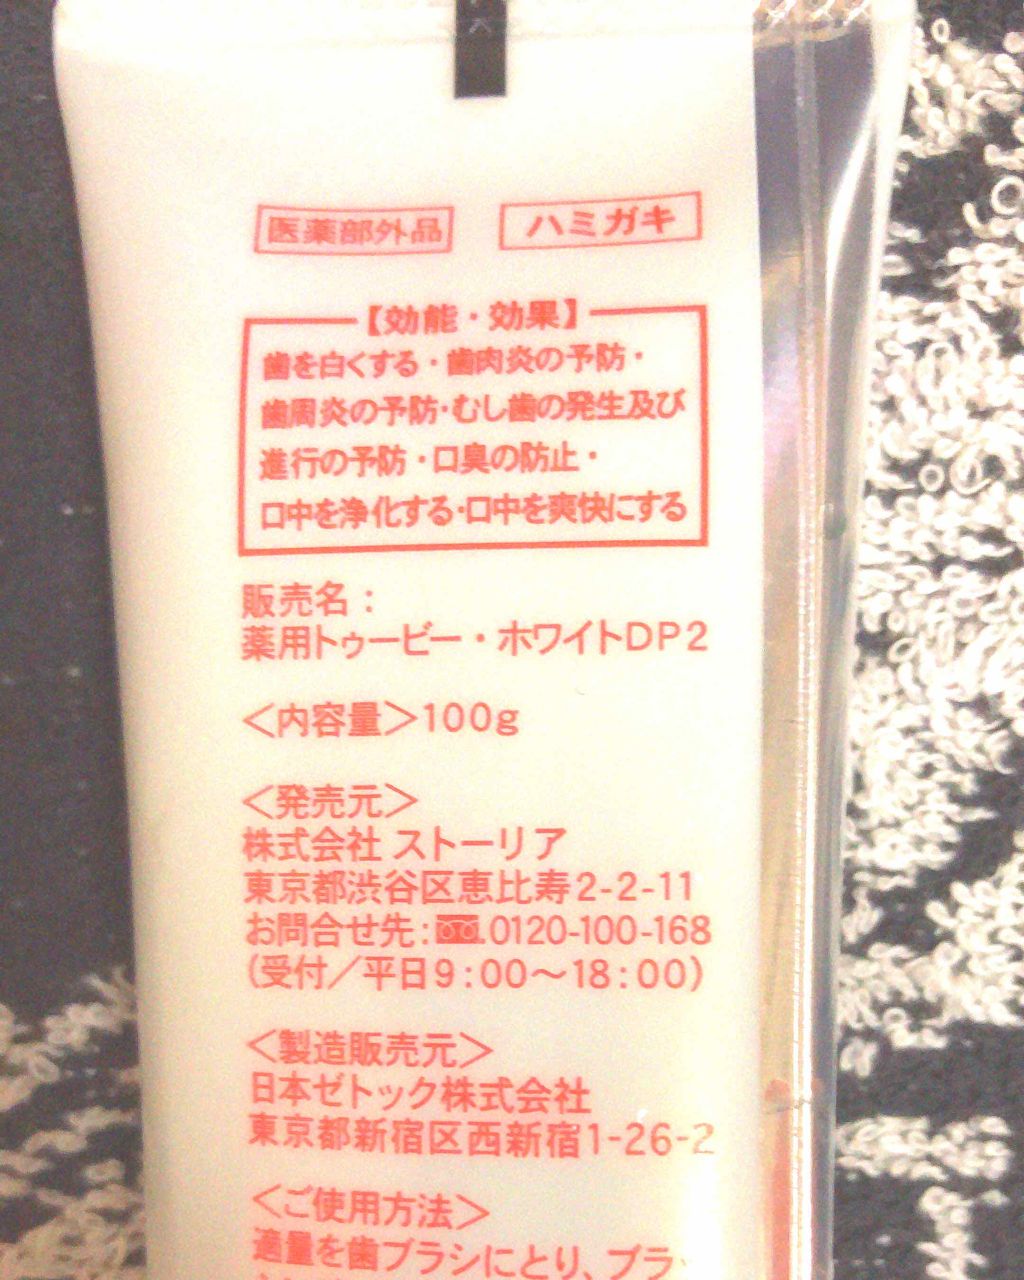 医薬部外品 ハミガキ
【効能・効果】
歯を白くする・歯肉炎の予防・
歯周炎の予防・むし歯の発生及び
進行の予防・口臭の防止・
口中を浄化する・口中を爽快にする
販売名：
薬用トゥービー・ホワイトDP2
＜内容量＞100g
＜発売元＞
株式会社 ストーリア
東京都渋谷区恵比寿2-2-11
お問合せ先:0120-100-168
(受付／平日9:00～18:00)
＜製造販売元＞
日本ゼトック株式会社
東京都新宿区西新宿1-26-2
＜ご使用方法＞
適量を歯ブラシにとり、ブラ